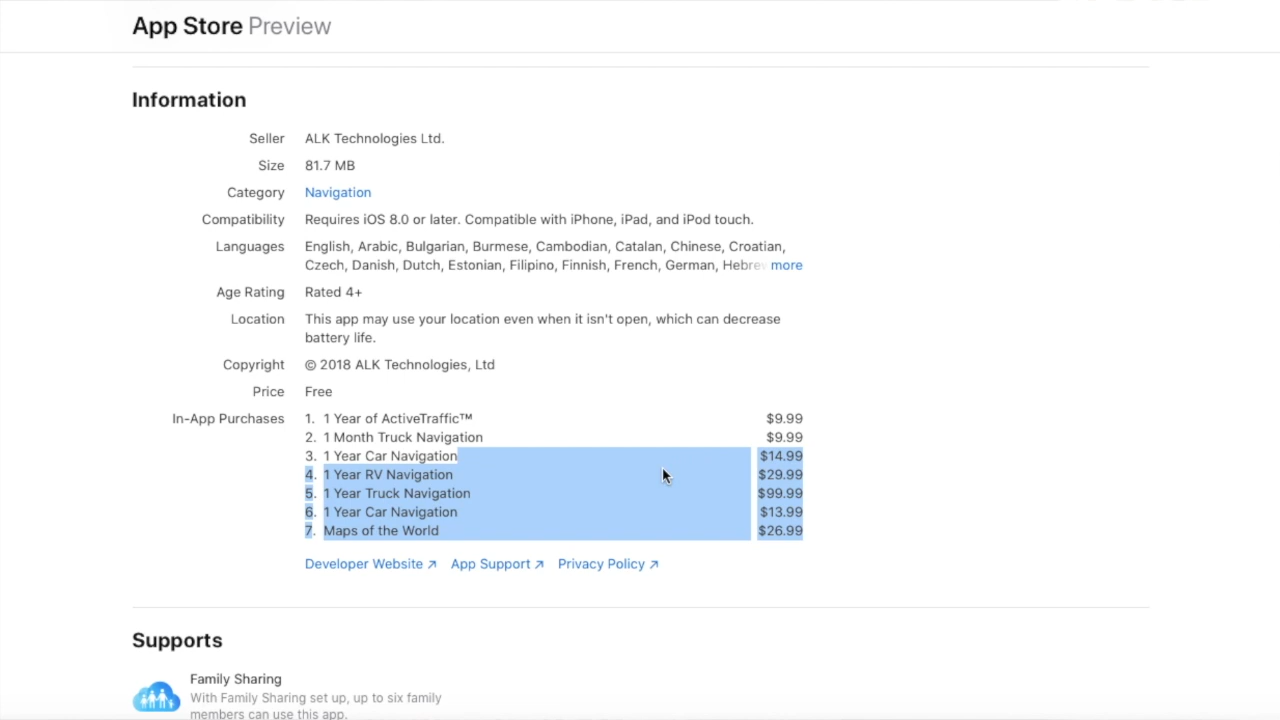 App Store Preview
Information
Seller ALK Technologies Ltd.
Size 81.7 MB
Category Navigation
Compatibility Requires iOS 8.0 or later. Compatible with iPhone, iPad, and iPod touch.
Languages English, Arabic, Bulgarian, Burmese, Cambodian, Catalan, Chinese, Croatian,
Czech, Danish, Dutch, Estonian, Filipino, Finnish, French, German, Hebrew more
Age Rating Rated 4+
Location This app may use your location even when it isn't open, which can decrease
battery life.
Copyright © 2018 ALK Technologies, Ltd
Price Free
In-App Purchases 1. 1 Year of ActiveTraffic™ $9.99
2. 1 Month Truck Navigation $9.99
3. 1 Year Car Navigation $14.99
4. 1 Year RV Navigation $29.99
5. 1 Year Truck Navigation $99.99
6. 1 Year Car Navigation $13.99
7. Maps of the World $26.99
Developer Website ↗ App Support ↗ Privacy Policy ↗
Supports
Family Sharing
With Family Sharing set up, up to six family
members can use this app.